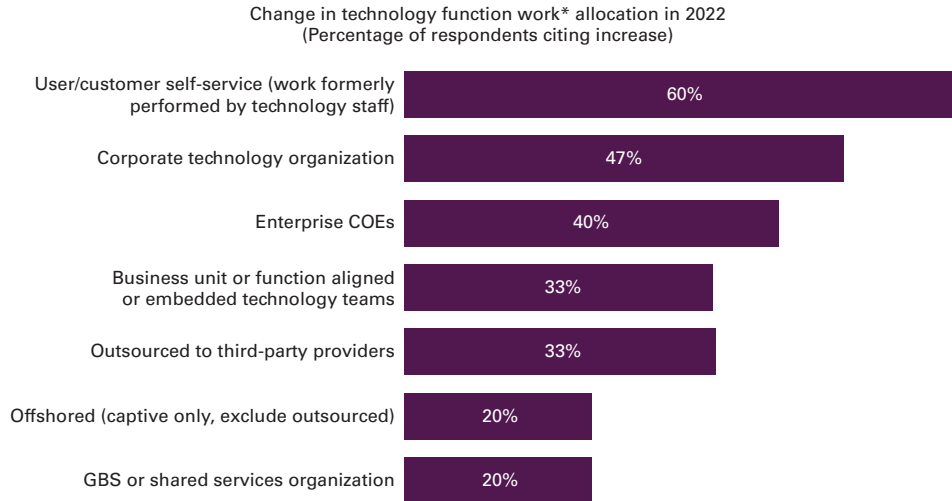 Change in technology function work* allocation in 2022
(Percentage of respondents citing increase)
User/customer self-service (work formerly
performed by technology staff)
60%
Corporate technology organization
47%
Enterprise COEs
40%
Business unit or function aligned
or embedded technology teams
33%
Outsourced to third-party providers
33%
Offshored (captive only, exclude outsourced)
20%
GBS or shared services organization
20%